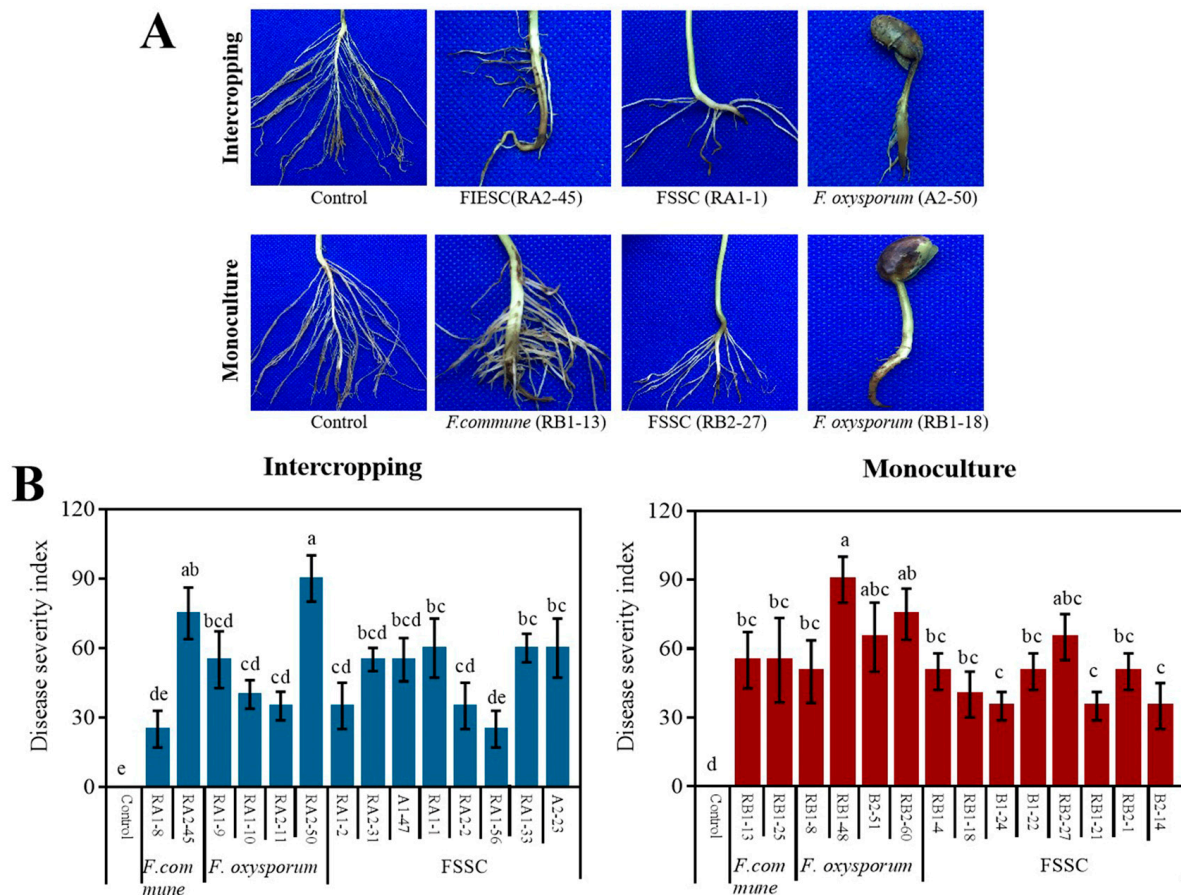 A
Intercropping
Control
FIESC(RA2-45)
FSSC (RA1-1)
F. oxysporum (A2-50)
Monoculture
Control
F.commune (RB1-13)
FSSC (RB2-27)
F. oxysporum (RB1-18)
B
Intercropping
Disease severity index
120
90
60
30
0
e
de
ab
bcd
cd
cd
a
cd
bcd
bcd
bc
cd
de
bc
bc
Control
RA1-8
RA2-45
RA1-9
RA1-10
RA2-11
RA2-50
RA1-2
RA2-31
A1-47
RA1-1
RA2-2
RA1-56
RA1-33
A2-23
F.com
mune
F. oxysporum
FSSC
Monoculture
Disease severity index
120
90
60
30
0
d
bc
bc
bc
a
abc
ab
bc
bc
c
bc
abc
c
bc
c
Control
RB1-13
RB1-25
RB1-8
RB1-48
B2-51
RB2-60
RB1-4
RB1-18
B1-24
B1-22
RB2-27
RB1-21
RB2-1
B2-14
F.com
mune
F. oxysporum
FSSC